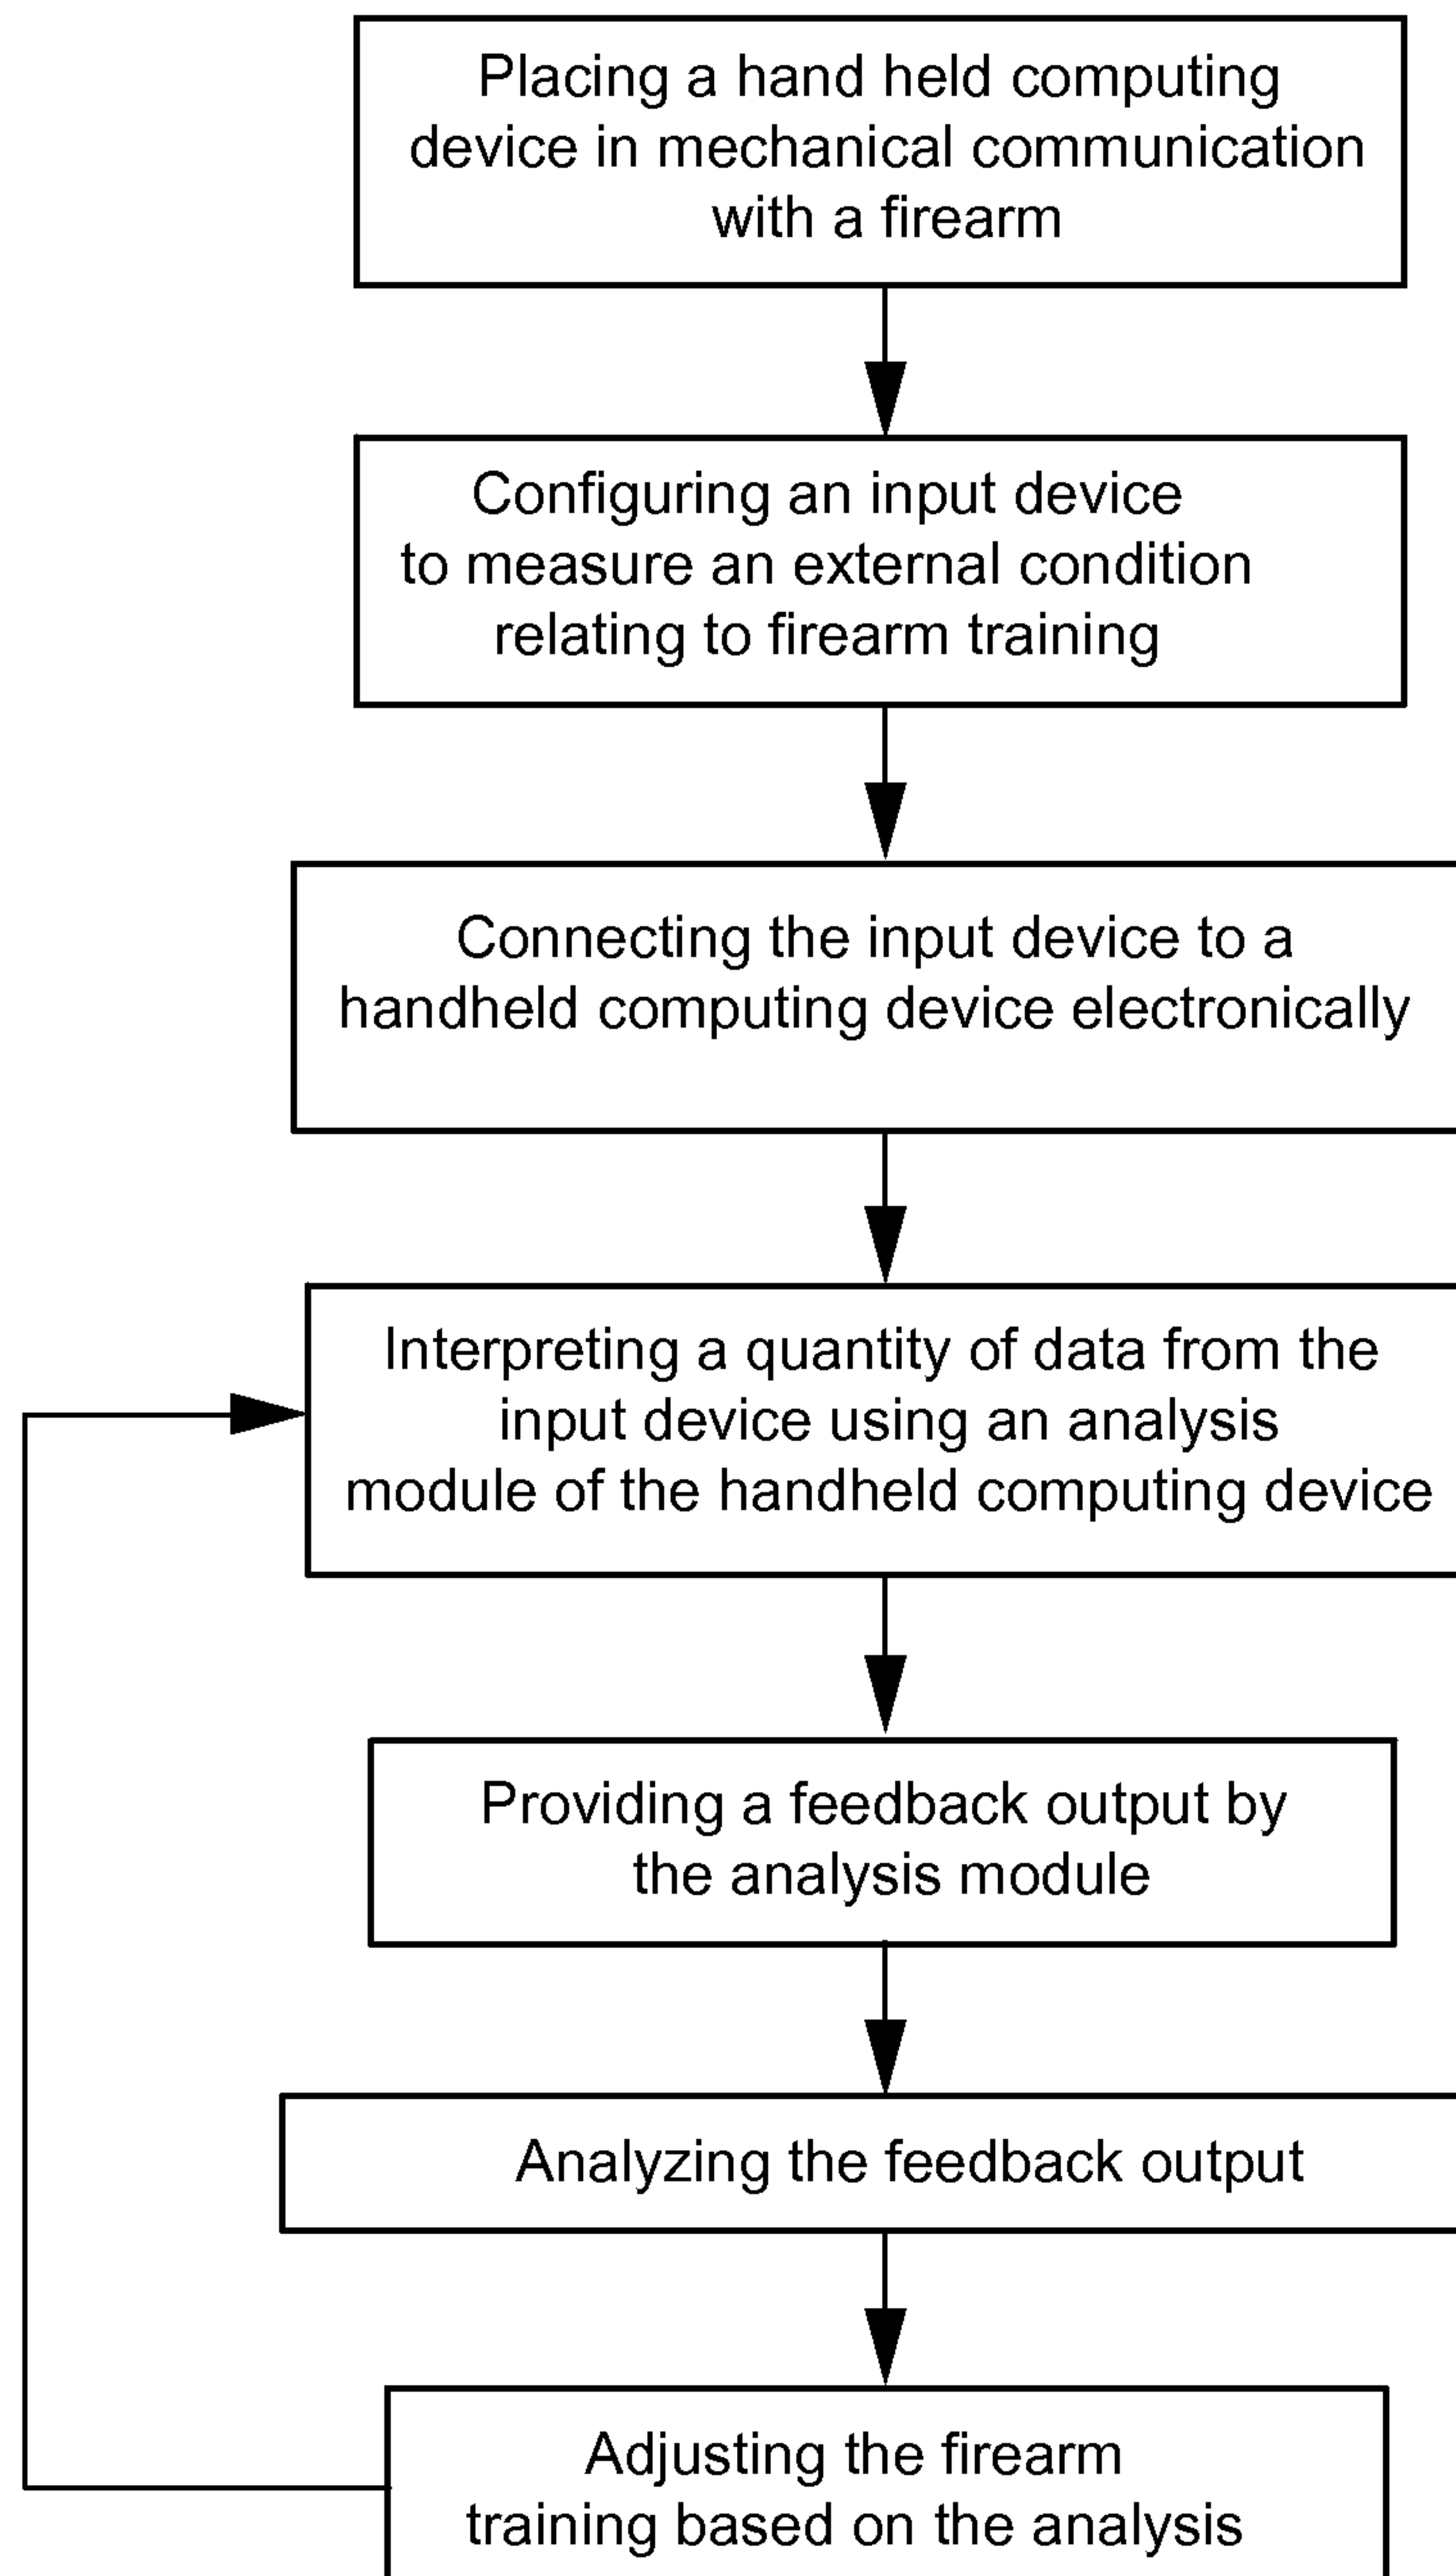 Placing a hand held computing
device in mechanical communication
with a firearm
Configuring an input device
to measure an external condition
relating to firearm training
Connecting the input device to a
handheld computing device electronically
Interpreting a quantity of data from the
input device using an analysis
module of the handheld computing device
Providing a feedback output by
the analysis module
Analyzing the feedback output
Adjusting the firearm
training based on the analysis